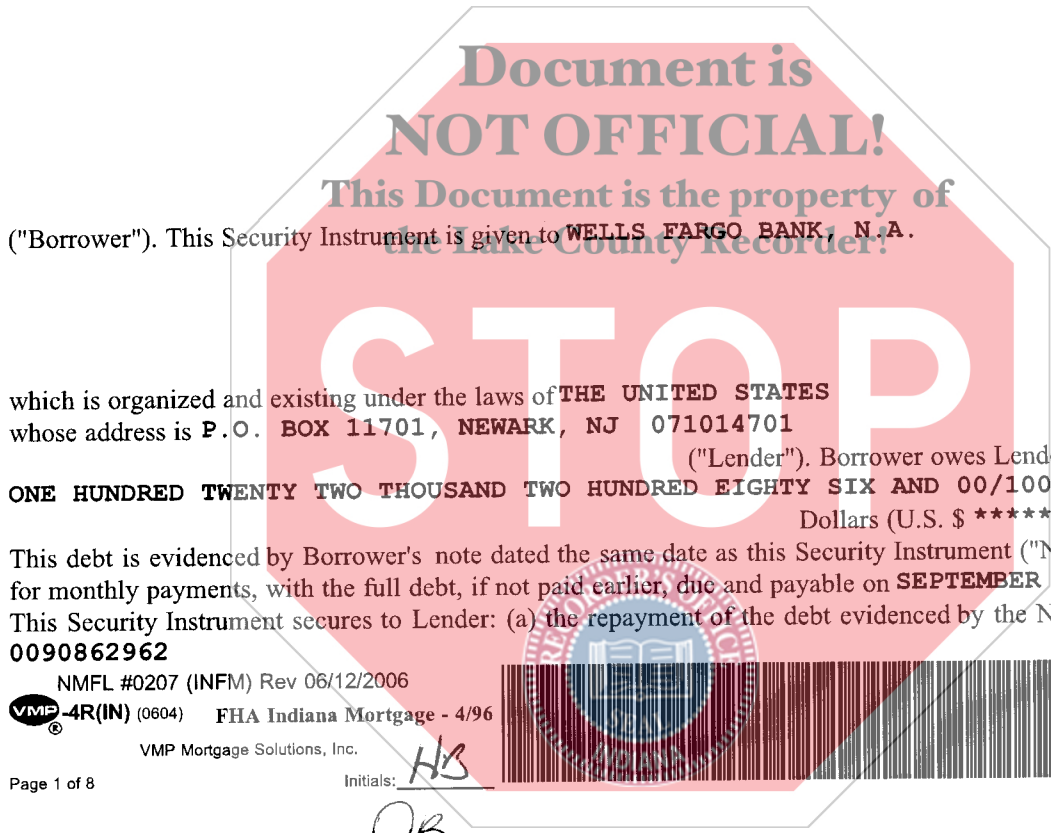 Document is
NOT OFFICIAL!
This Document is the property of
the Lake County Recorder!
("Borrower"). This Security Instrument is given to WELLS FARGO BANK, N.A.
STOP
which is organized and existing under the laws of THE UNITED STATES
whose address is P.O. BOX 11701, NEWARK, NJ 071014701
("Lender"). Borrower owes Lend
ONE HUNDRED TWENTY TWO THOUSAND TWO HUNDRED EIGHTY SIX AND 00/100
Dollars (U.S. $ *****
This debt is evidenced by Borrower's note dated the same date as this Security Instrument ("N
for monthly payments, with the full debt, if not paid earlier, due and payable on SEPTEMBER
This Security Instrument secures to Lender: (a) the repayment of the debt evidenced by the N
0090862962
NMFL #0207 (INFM) Rev 06/12/2006
VMP ® -4R(IN) (0604) FHA Indiana Mortgage - 4/96
VMP Mortgage Solutions, Inc.
Page 1 of 8 Initials: HB
SEAL
INDIANA